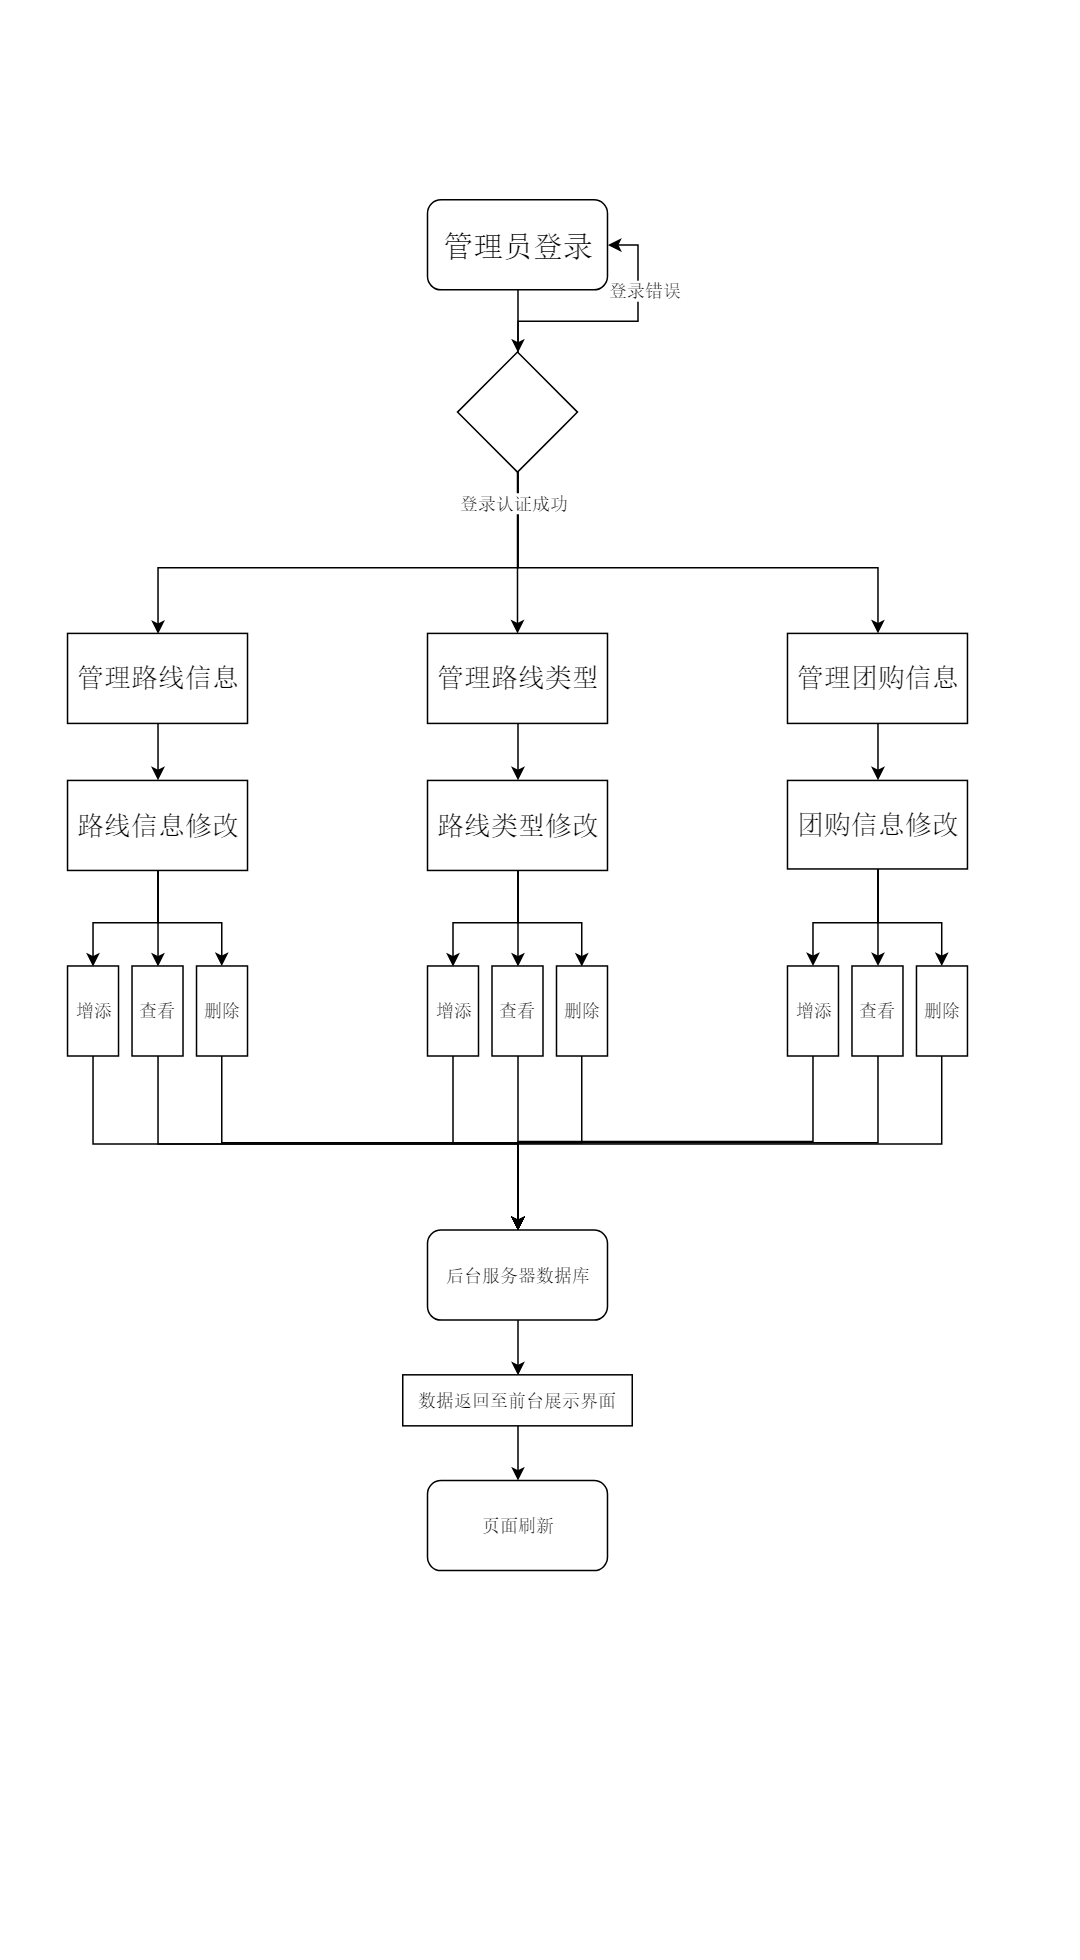 管理员登录
登录错误
登录认证成功
管理路线信息
管理路线类型
管理团购信息
路线信息修改
路线类型修改
团购信息修改
增添
查看
删除
增添
查看
删除
增添
查看
删除
后台服务器数据库
数据返回至前台展示界面
页面刷新